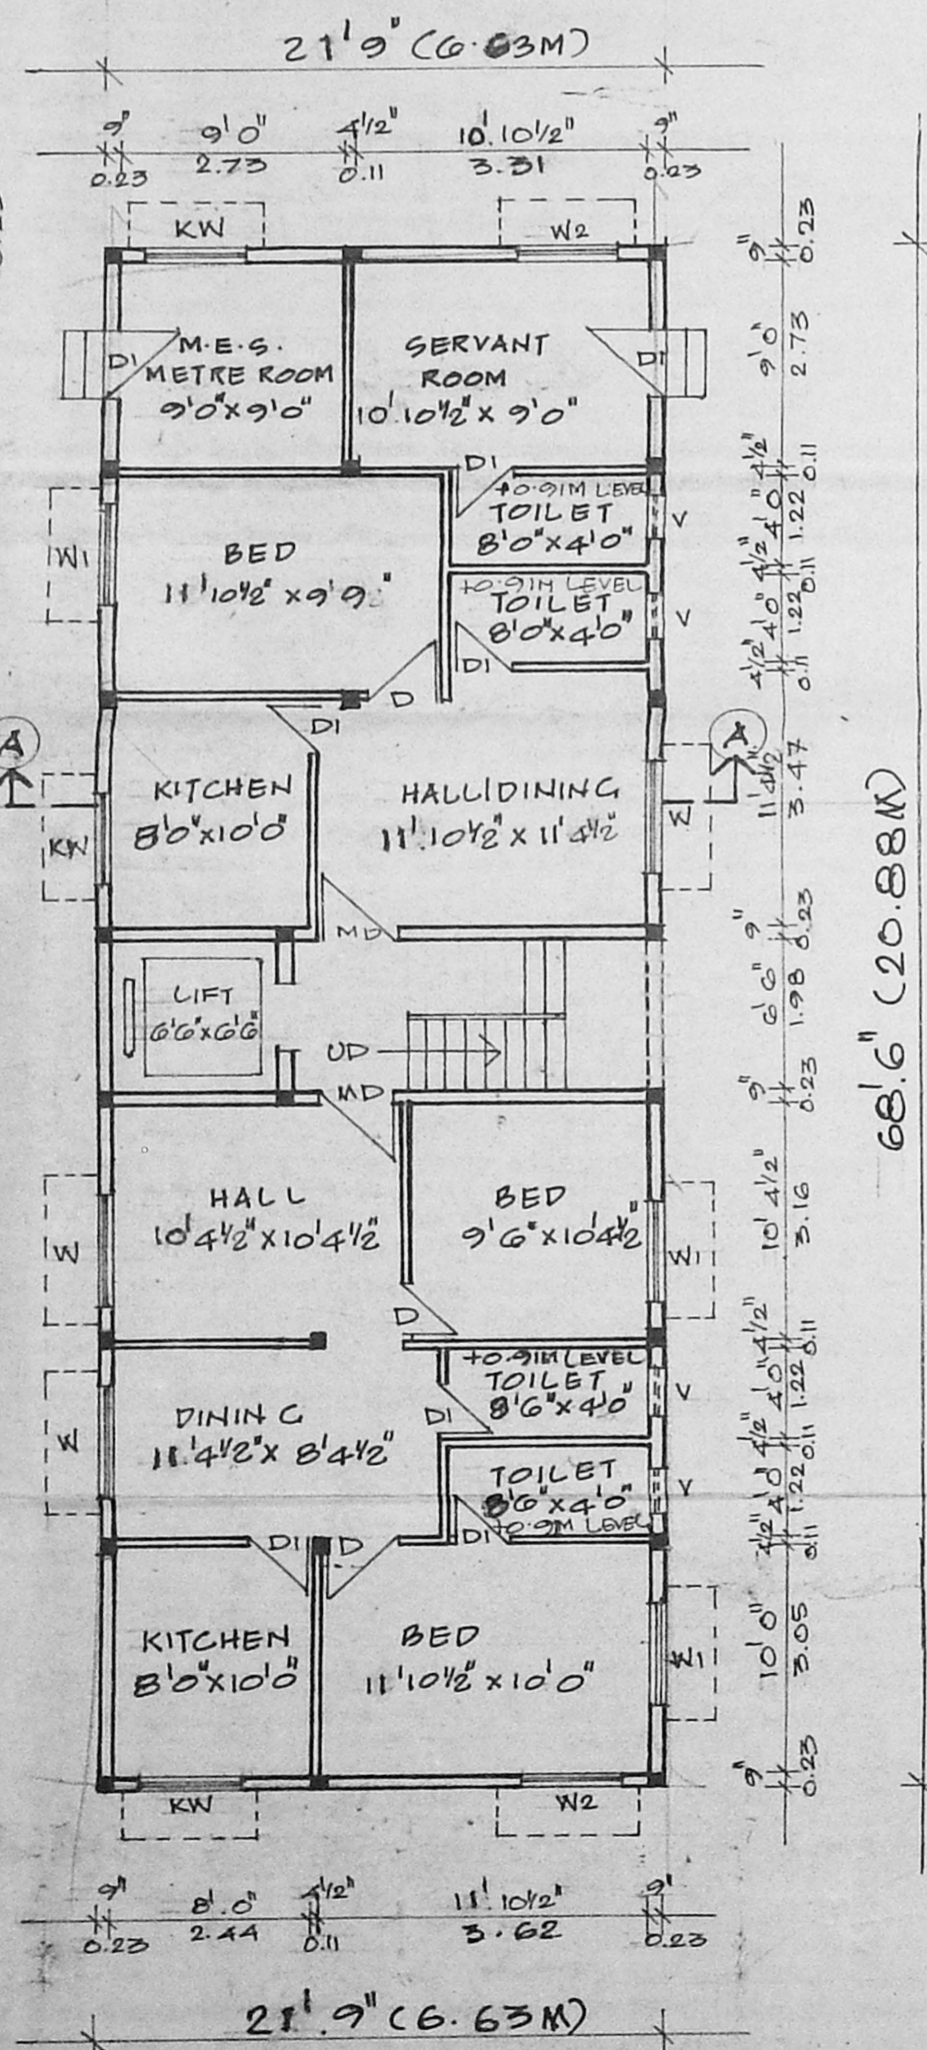 21'9" (6.63M)
9" 9'0" 4½" 10'.10½" 9"
0.23 2.73 0.11 3.31 0.23
KW W2
9" 0.23
D1 M.E.S.
METRE ROOM
9'0"X9'0"
SERVANT
ROOM
10'.10½" X 9'0"
D1
9'0" 2.73
D1
4½" 0.11
+0.91M LEVEL
TOILET
8'0"X4'0"
V
4'0" 1.22
W1
BED
11'10½" X9'9"
4½" 0.11
+0.91M LEVEL
TOILET
8'0"X4'0"
V
4'0" 1.22
D1
D
4½" 0.11
D1
A
A
KITCHEN
8'0"X10'0"
HALL|DINING
11'.10½" X 11'4½"
KW
W
11'4½" 3.47
MD
9" 0.23
LIFT
6'6"X6'6"
UD
6'6" 1.98
68'.6" (20.88M)
MD
9" 0.23
HALL
10'4½"X10'4½"
BED
9'6"X10'4½"
W
W1
10'4½" 3.16
D
4½" 0.11
+0.91M LEVEL
TOILET
8'6"X4'0"
V
4'0" 1.22
W
DINING
11'.4½"X 8'4½"
D1
4½" 0.11
TOILET
8'6"X4'0"
+0.91M LEVEL
V
4'0" 1.22
D1 D D1
4½" 0.11
KITCHEN
8'0"X10'0"
BED
11'10½" X10'0"
W1
10'0" 3.05
9" 0.23
KW W2
9" 8'.0" 4½" 11'.10½" 9"
0.23 2.44 0.11 3.62 0.23
21'.9" (6.63M)